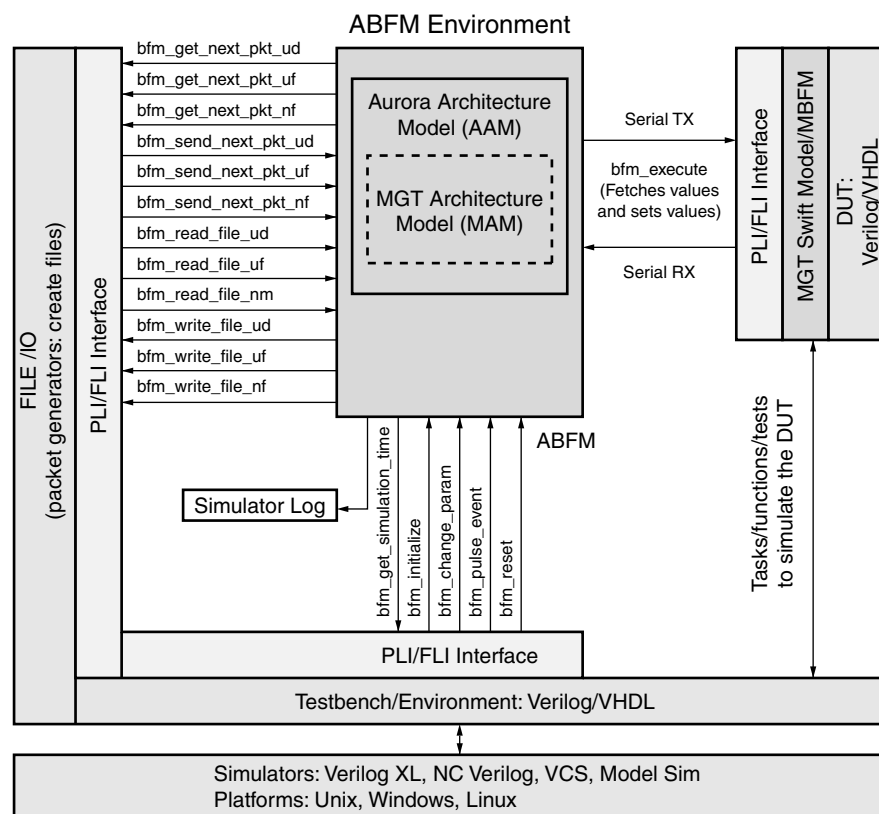 ABFM Environment
bfm_get_next_pkt_ud
bfm_get_next_pkt_uf
bfm_get_next_pkt_nf
bfm_send_next_pkt_ud
bfm_send_next_pkt_uf
bfm_send_next_pkt_nf
bfm_read_file_ud
bfm_read_file_uf
bfm_read_file_nm
bfm_write_file_ud
bfm_write_file_uf
bfm_write_file_nf
FILE /IO
(packet generators: create files)
PLI/FLI Interface
Aurora Architecture
Model (AAM)
MGT Architecture
Model (MAM)
ABFM
Serial TX
bfm_execute
(Fetches values
and sets values)
Serial RX
PLI/FLI Interface
MGT Swift Model/MBFM
DUT:
Verilog/VHDL
Simulator Log
bfm_get_simulation_time
bfm_initialize
bfm_change_param
bfm_pulse_event
bfm_reset
Tasks/functions/tests
to simulate the DUT
PLI/FLI Interface
Testbench/Environment: Verilog/VHDL
Simulators: Verilog XL, NC Verilog, VCS, Model Sim
Platforms: Unix, Windows, Linux